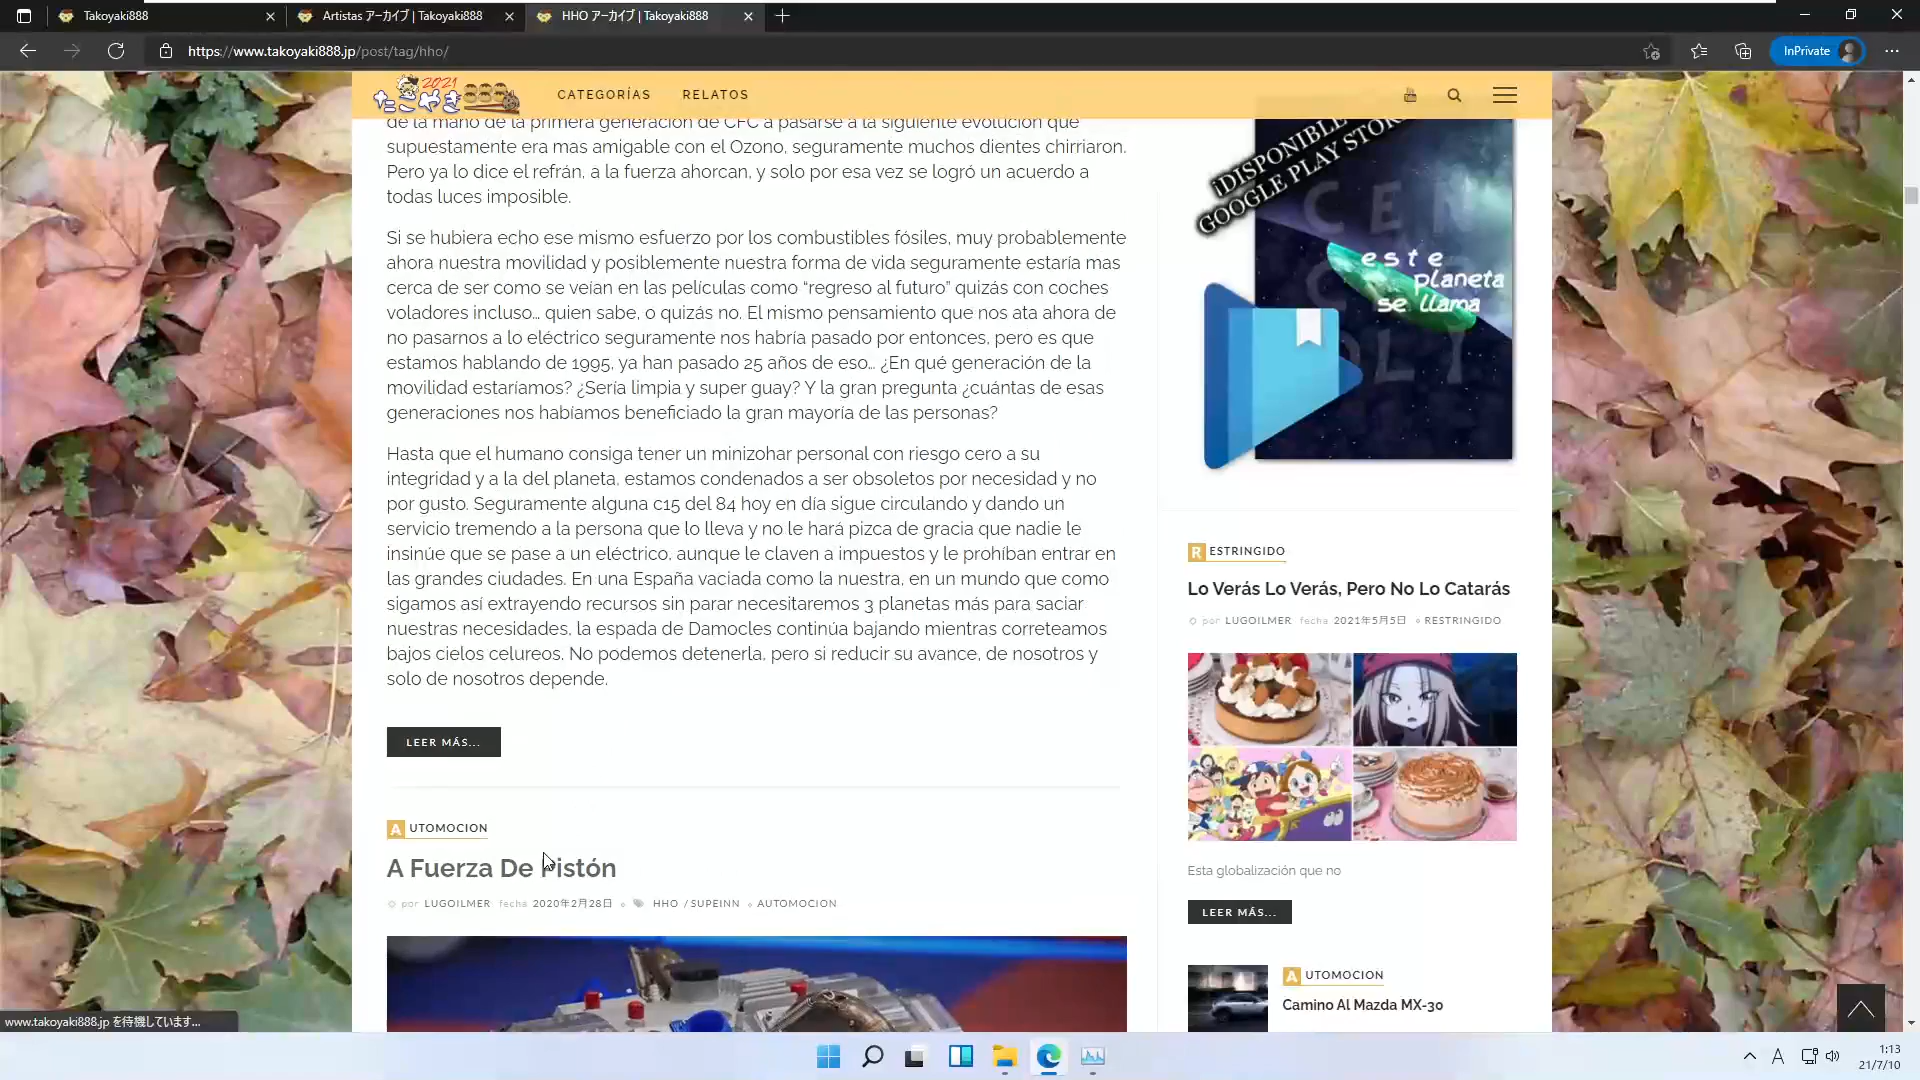 Takoyaki888
Artistas アーカイブ | Takoyaki888
HHO アーカイブ | Takoyaki888
https://www.takoyaki888.jp/post/tag/hho/
InPrivate
2021
たこやき888
CATEGORÍAS
RELATOS
de la mano de la primera generación de CFC a pasarse a la siguiente evolución que
supuestamente era mas amigable con el Ozono, seguramente muchos dientes chirriaron.
Pero ya lo dice el refrán, a la fuerza ahorcan, y solo por esa vez se logró un acuerdo a
todas luces imposible.
Si se hubiera echo ese mismo esfuerzo por los combustibles fósiles, muy probablemente
ahora nuestra movilidad y posiblemente nuestra forma de vida seguramente estaría mas
cerca de ser como se veían en las películas como “regreso al futuro” quizás con coches
voladores incluso… quien sabe, o quizás no. El mismo pensamiento que nos ata ahora de
no pasarnos a lo eléctrico seguramente nos habría pasado por entonces, pero es que
estamos hablando de 1995, ya han pasado 25 años de eso… ¿En qué generación de la
movilidad estaríamos? ¿Sería limpia y super guay? Y la gran pregunta ¿cuántas de esas
generaciones nos habíamos beneficiado la gran mayoría de las personas?
Hasta que el humano consiga tener un minizohar personal con riesgo cero a su
integridad y a la del planeta, estamos condenados a ser obsoletos por necesidad y no
por gusto. Seguramente alguna c15 del 84 hoy en día sigue circulando y dando un
servicio tremendo a la persona que lo lleva y no le hará pizca de gracia que nadie le
insinúe que se pase a un eléctrico, aunque le claven a impuestos y le prohíban entrar en
las grandes ciudades. En una España vaciada como la nuestra, en un mundo que como
sigamos así extrayendo recursos sin parar necesitaremos 3 planetas más para saciar
nuestras necesidades, la espada de Damocles continúa bajando mientras correteamos
bajos cielos celureos. No podemos detenerla, pero si reducir su avance, de nosotros y
solo de nosotros depende.
LEER MÁS...
AUTOMOCION
A Fuerza De Pistón
por LUGOILMER fecha 2020年2月28日 HHO / SUPEINN AUTOMOCION
¡DISPONIBLE
GOOGLE PLAY STORE
CER
este
planeta
se llama
RESTRINGIDO
Lo Verás Lo Verás, Pero No Lo Catarás
por LUGOILMER fecha 2021年5月5日 RESTRINGIDO
Esta globalización que no
LEER MÁS...
AUTOMOCION
Camino Al Mazda MX-30
www.takoyaki888.jp を待機しています...
A
1:13
21/7/10